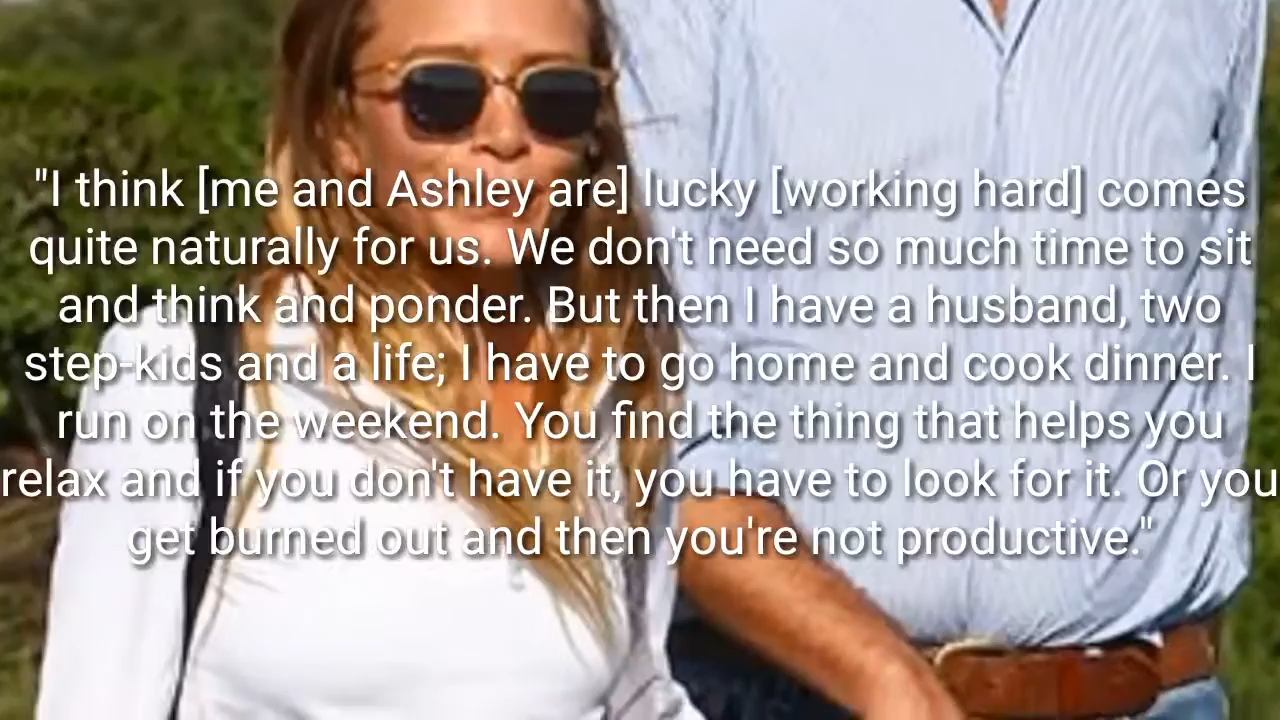 "I think [me and Ashley are] lucky [working hard] comes
quite naturally for us. We don't need so much time to sit
and think and ponder. But then I have a husband, two
step-kids and a life; I have to go home and cook dinner. I
run on the weekend. You find the thing that helps you
relax and if you don't have it, you have to look for it. Or you
get burned out and then you're not productive."